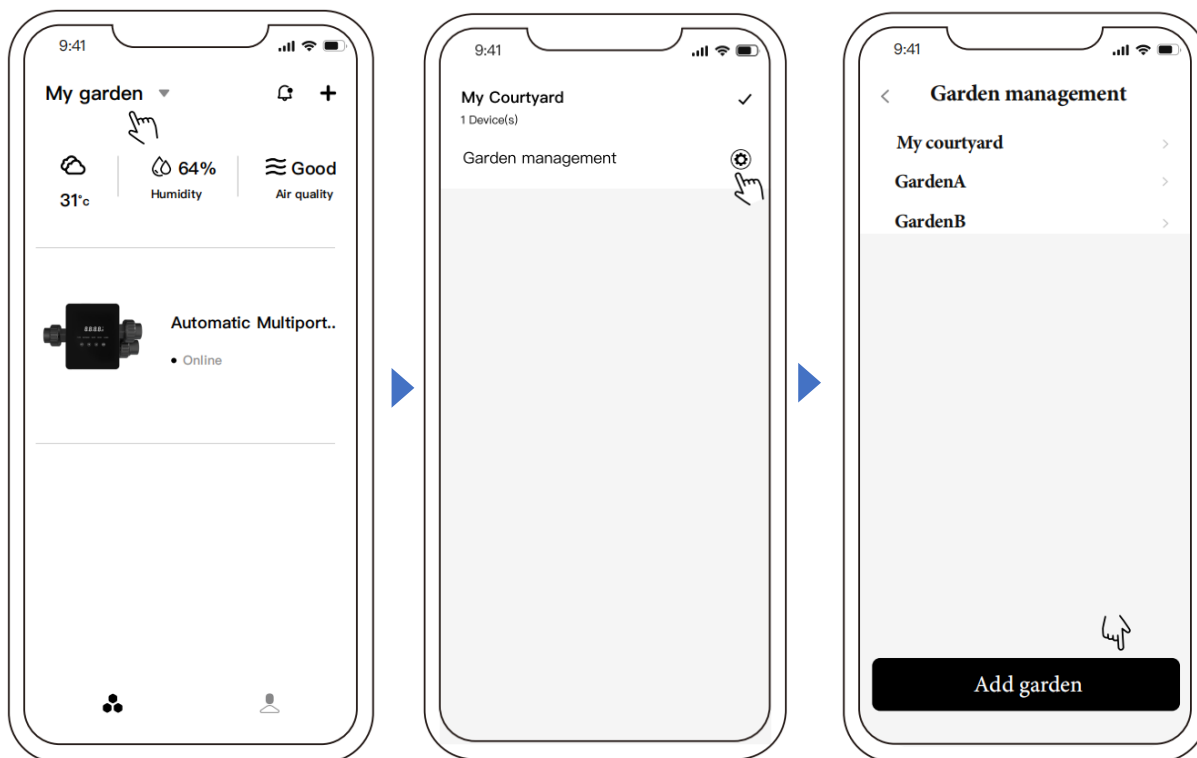 9:41
My garden
31°c
64%
Humidity
Good
Air quality
Automatic Multiport..
• Online
9:41
My Courtyard
1 Device(s)
Garden management
9:41
Garden management
My courtyard
GardenA
GardenB
Add garden